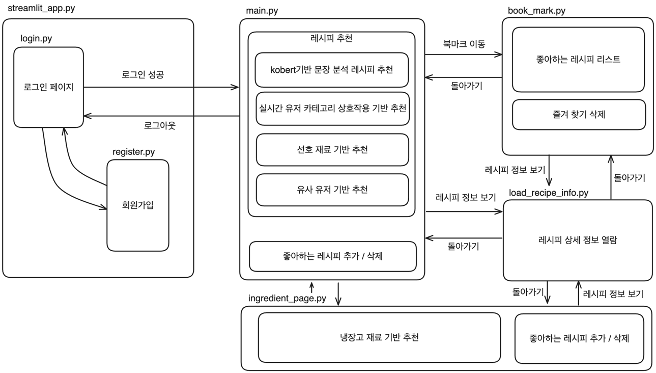 streamlit_app.py
login.py
로그인 페이지
register.py
회원가입
로그인 성공
로그아웃
main.py
레시피 추천
kobert기반 문장 분석 레시피 추천
실시간 유저 카테고리 상호작용 기반 추천
선호 재료 기반 추천
유사 유저 기반 추천
좋아하는 레시피 추가 / 삭제
북마크 이동
돌아가기
book_mark.py
좋아하는 레시피 리스트
즐겨 찾기 삭제
레시피 정보 보기
돌아가기
레시피 정보 보기
돌아가기
load_recipe_info.py
레시피 상세 정보 열람
돌아가기
레시피 정보 보기
ingredient_page.py
냉장고 재료 기반 추천
좋아하는 레시피 추가 / 삭제